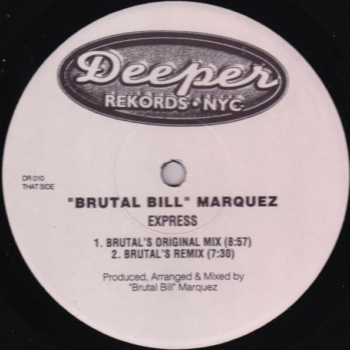 Deeper
REKORDS · NYC
DR 010
THAT SIDE
"BRUTAL BILL" MARQUEZ
EXPRESS
1. BRUTAL'S ORIGINAL MIX (8:57)
2. BRUTAL'S REMIX (7:30)
Produced, Arranged & Mixed by
"Brutal Bill" Marquez